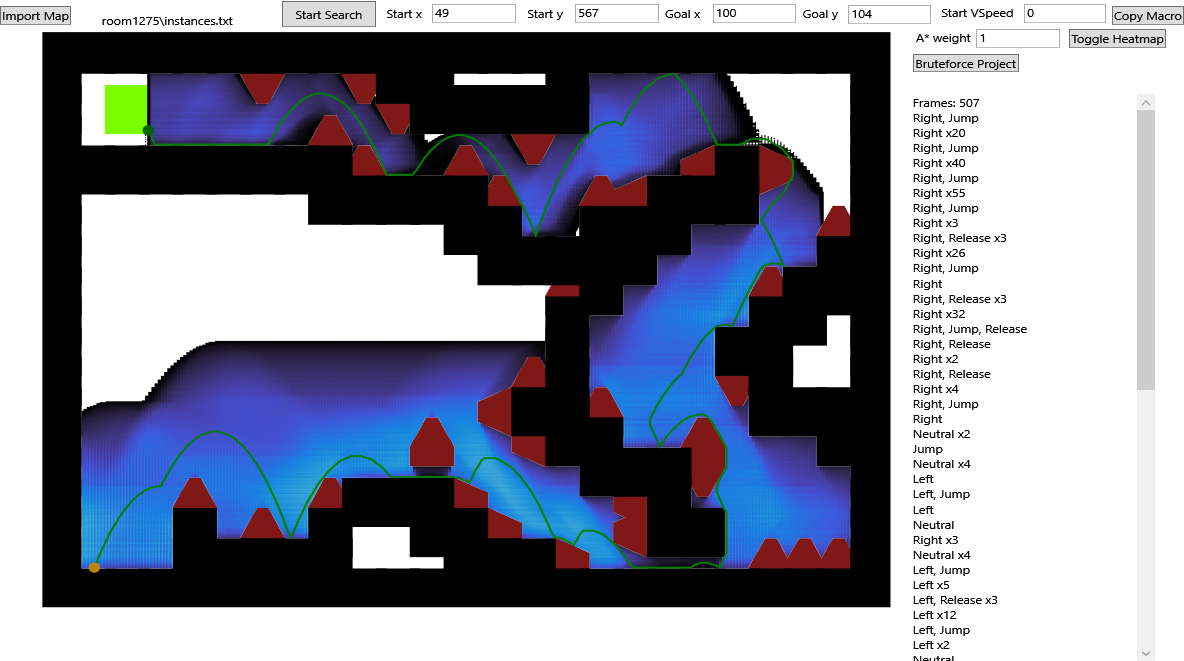 Import Map
room1275\instances.txt
Start Search
Start x 49
Start y 567
Goal x 100
Goal y 104
Start VSpeed 0
Copy Macro
A* weight 1
Toggle Heatmap
Bruteforce Project
Frames: 507
Right, Jump
Right x20
Right, Jump
Right x40
Right, Jump
Right x55
Right, Jump
Right x3
Right, Release x3
Right x26
Right, Jump
Right
Right, Release x3
Right x32
Right, Jump, Release
Right, Release
Right x2
Right, Release
Right x4
Right, Jump
Right
Neutral x2
Jump
Neutral x4
Left
Left, Jump
Left
Neutral
Right x3
Neutral x4
Left, Jump
Left x5
Left, Release x3
Left x12
Left, Jump
Left x2
Neutral